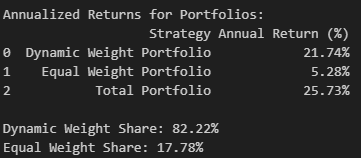 Annualized Returns for Portfolios:
Strategy Annual Return (%)
0 Dynamic Weight Portfolio 21.74%
1 Equal Weight Portfolio 5.28%
2 Total Portfolio 25.73%
Dynamic Weight Share: 82.22%
Equal Weight Share: 17.78%